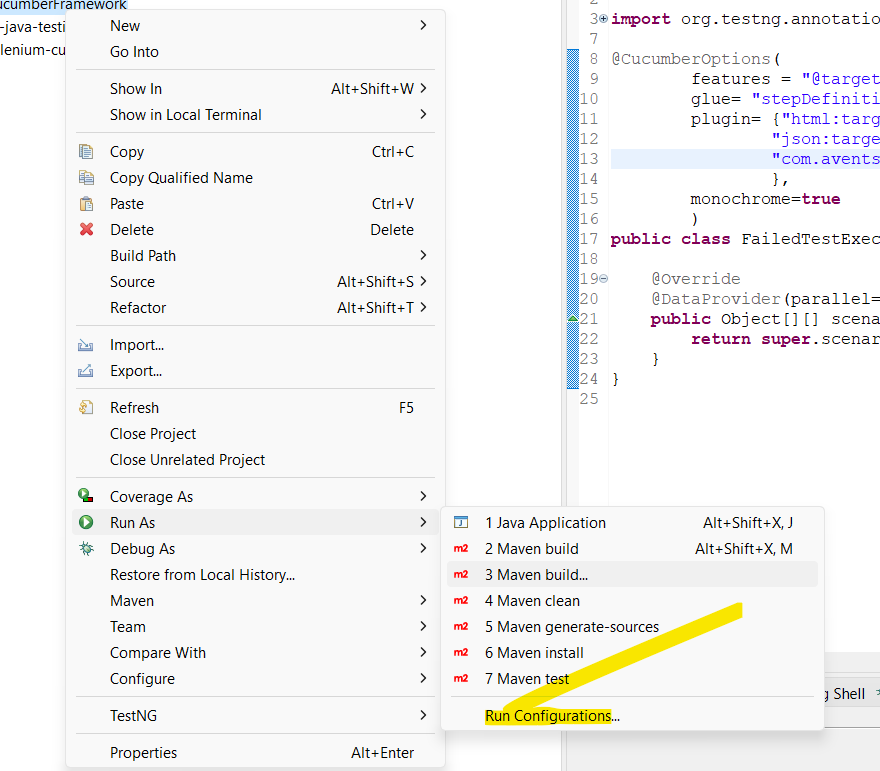 ucumberFramework
-java-testi
lenium-cu
New
Go Into
Show In Alt+Shift+W
Show in Local Terminal
Copy Ctrl+C
Copy Qualified Name
Paste Ctrl+V
Delete Delete
Build Path
Source Alt+Shift+S
Refactor Alt+Shift+T
Import...
Export...
Refresh F5
Close Project
Close Unrelated Project
Coverage As
Run As
Debug As
Restore from Local History...
Maven
Team
Compare With
Configure
TestNG
Properties Alt+Enter
1 Java Application Alt+Shift+X, J
m2 2 Maven build Alt+Shift+X, M
m2 3 Maven build...
m2 4 Maven clean
m2 5 Maven generate-sources
m2 6 Maven install
m2 7 Maven test
Run Configurations...
3 import org.testng.annotatio
7
8 @CucumberOptions(
9 features = "@target
10 glue= "stepDefiniti
11 plugin= {"html:targ
12 "json:targe
13 "com.avents
14 },
15 monochrome=true
16 )
17 public class FailedTestExec
18
19 @Override
20 @DataProvider(parallel=
21 public Object[][] scena
22 return super.scenar
23 }
24 }
25
g Shell